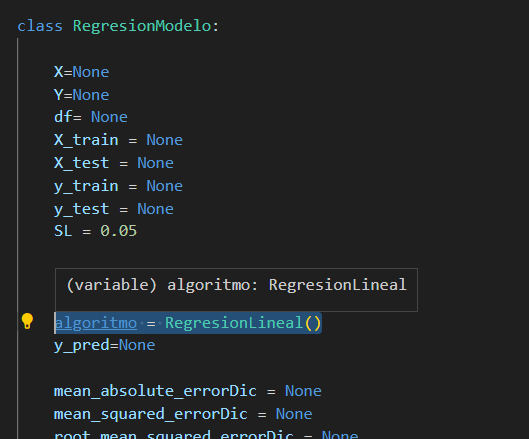 class RegresionModelo:
X=None
Y=None
df= None
X_train = None
X_test = None
y_train = None
y_test = None
SL = 0.05
(variable) algoritmo: RegresionLineal
algoritmo = RegresionLineal()
y_pred=None
mean_absolute_errorDic = None
mean_squared_errorDic = None
root_mean_squared_errorDic = None